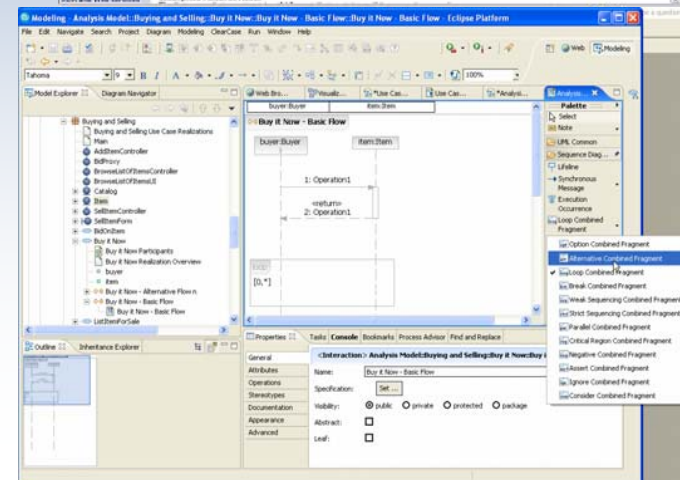 Modeling - Analysis Model::Buying and Selling::Buy it Now::Buy it Now - Basic Flow::Buy it Now - Basic Flow - Eclipse Platform
File Edit Navigate Search Project Diagram Modeling ClearCase Run Window Help
Web Modeling
Tahoma 9 B I A 100%
Model Explorer Diagram Navigator
Web Bro... Visualiz... *Use Cas... Use Cas... *Analysi... Analysis
Buying and Selling
Buying and Selling Use Case Realizations
Main
AddItemController
BidProxy
BrowseListOfItemsController
BrowseListOfItemsUI
Catalog
Item
SellItemController
SellItemForm
BidOnItem
Buy it Now
Buy it Now Participants
Buy it Now Realization Overview
buyer
item
Buy it Now - Alternative Flow n
Buy it Now - Basic Flow
Buy it Now - Basic Flow
ListItemForSale
buyer:Buyer item:Item
Buy it Now - Basic Flow
buyer:Buyer item:Item
1: Operation1
<return>
2: Operation1
loop
[0,*]
Palette
Select
Note
UML Common
Sequence Diag...
Lifeline
Synchronous Message
Execution Occurrence
Loop Combined Fragment
Option Combined Fragment
Alternative Combined Fragment
Loop Combined Fragment
Break Combined Fragment
Weak Sequencing Combined Fragment
Strict Sequencing Combined Fragment
Parallel Combined Fragment
Critical Region Combined Fragment
Negative Combined Fragment
Assert Combined Fragment
Ignore Combined Fragment
Consider Combined Fragment
Outline Inheritance Explorer
Properties Tasks Console Bookmarks Process Advisor Find and Replace
General
Attributes
Operations
Stereotypes
Documentation
Appearance
Advanced
<Interaction> Analysis Model::Buying and Selling::Buy it Now::Buy i
Name: Buy it Now - Basic Flow
Specification: Set ...
Visibility: public private protected package
Abstract:
Leaf: